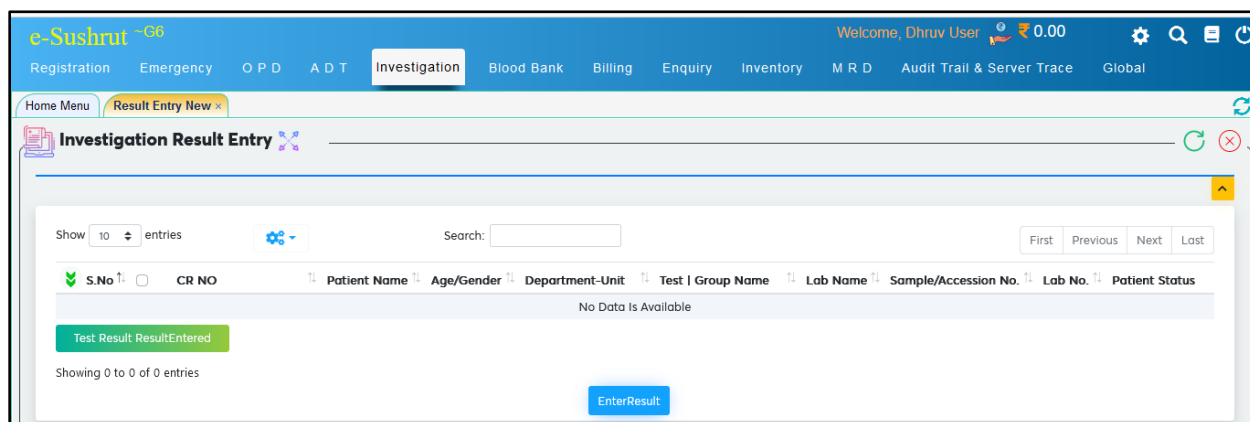 e-Sushrut ~G6
Welcome, Dhruv User ₹ 0.00
Registration Emergency O P D A D T Investigation Blood Bank Billing Enquiry Inventory M R D Audit Trail & Server Trace Global
Home Menu Result Entry New ×
Investigation Result Entry
Show 10 entries Search: First Previous Next Last
S.No CR NO Patient Name Age/Gender Department-Unit Test | Group Name Lab Name Sample/Accession No. Lab No. Patient Status
No Data Is Available
Test Result ResultEntered
Showing 0 to 0 of 0 entries
EnterResult